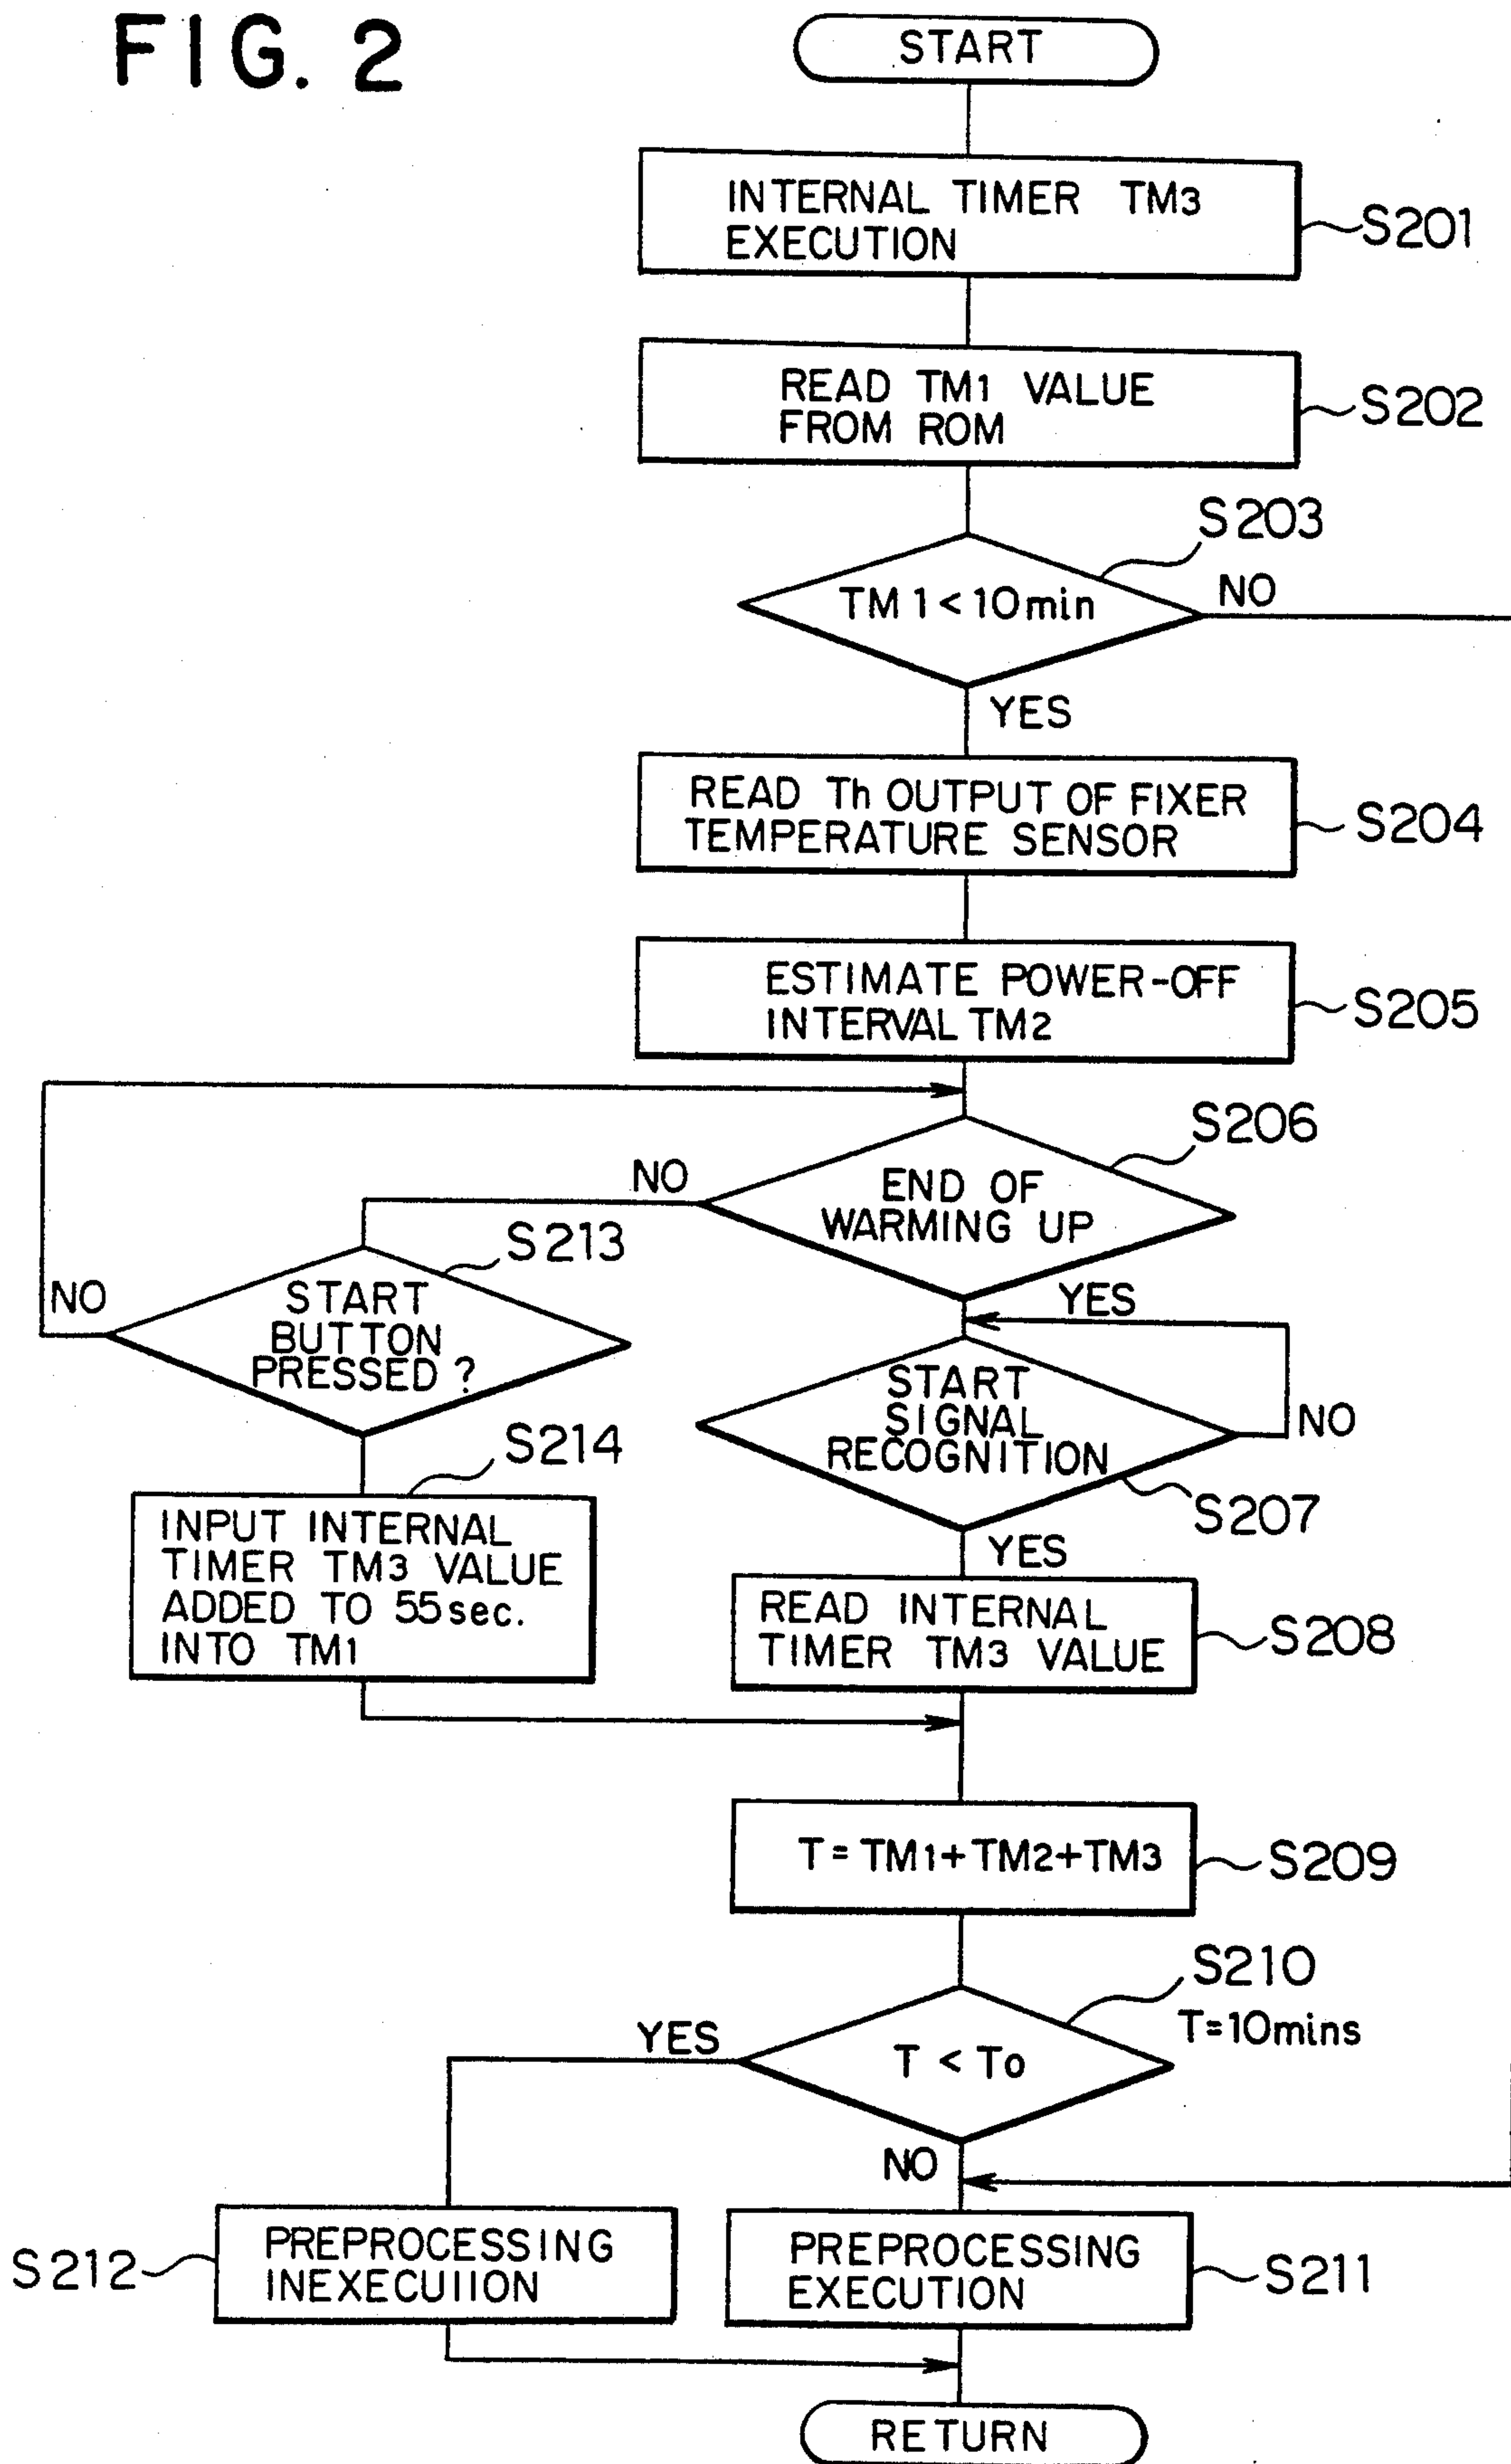 FIG. 2
START
INTERNAL TIMER TM3
EXECUTION
S201
READ TM1 VALUE
FROM ROM
S202
S203
TM1<10min
NO
YES
READ Th OUTPUT OF FIXER
TEMPERATURE SENSOR
S204
ESTIMATE POWER-OFF
INTERVAL TM2
S205
S206
END OF
WARMING UP
NO
YES
S213
START
BUTTON
PRESSED?
NO
START
SIGNAL
RECOGNITION
NO
S207
YES
S214
INPUT INTERNAL
TIMER TM3 VALUE
ADDED TO 55sec.
INTO TM1
READ INTERNAL
TIMER TM3 VALUE
S208
T=TM1+TM2+TM3
S209
S210
T=10mins
YES
T < To
NO
S212
PREPROCESSING
INEXECUIION
PREPROCESSING
EXECUTION
S211
RETURN